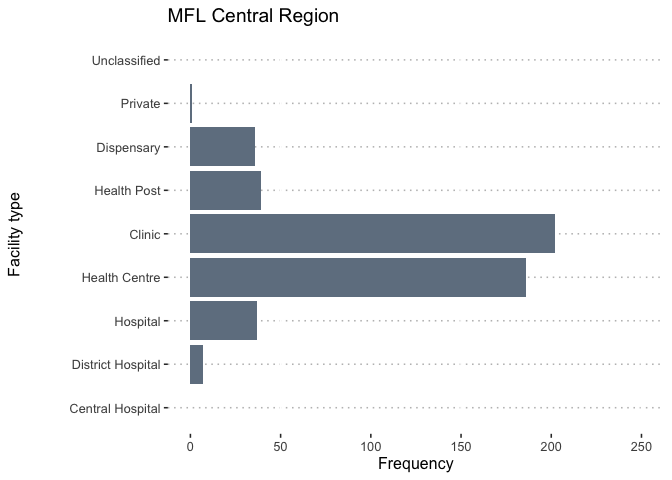 MFL Central Region
Facility type
Unclassified
Private
Dispensary
Health Post
Clinic
Health Centre
Hospital
District Hospital
Central Hospital
0 50 100 150 200 250
Frequency